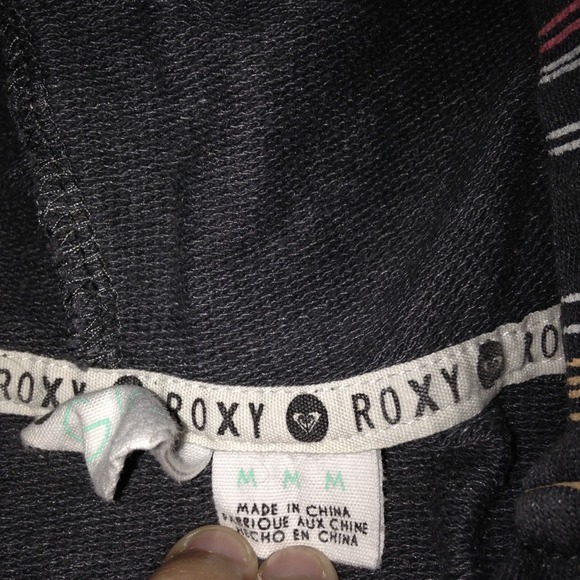 ROXY ROXY ROXY RO
M M M
MADE IN CHINA
FABRIQUE AUX CHINE
HECHO EN CHINA